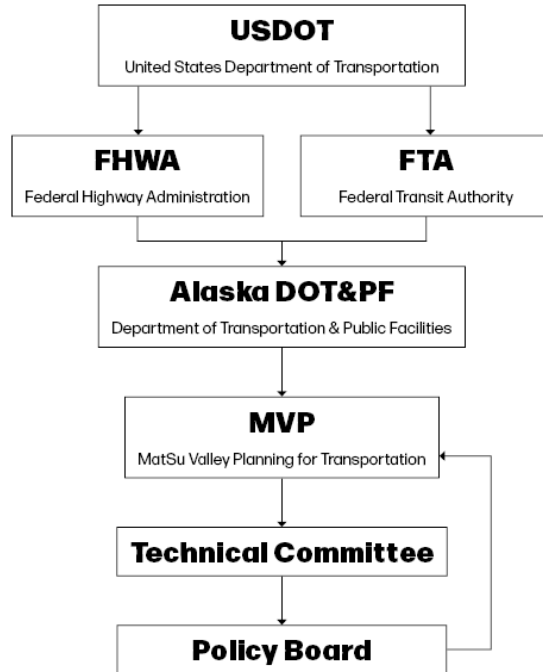 USDOT
United States Department of Transportation
FHWA
Federal Highway Administration
FTA
Federal Transit Authority
Alaska DOT&PF
Department of Transportation & Public Facilities
MVP
MatSu Valley Planning for Transportation
Technical Committee
Policy Board